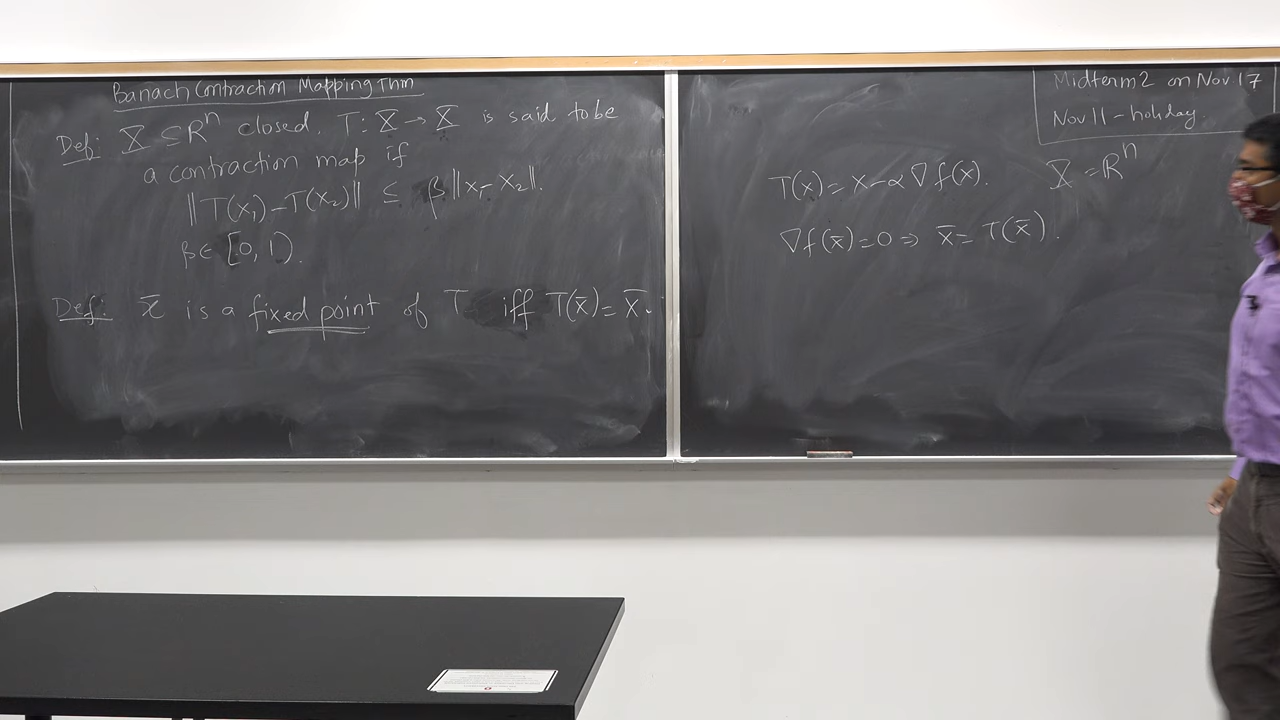 Banach Contraction Mapping Thm
Def: X ⊆ Rⁿ closed. T: X → X is said to be
a contraction map if
‖T(x₁) - T(x₂)‖ ≤ β‖x₁ - x₂‖.
β ∈ [0, 1).
Def: x̄ is a fixed point of T iff T(x̄) = x̄.
Midterm 2 on Nov 17
Nov 11 - holiday.
T(x) = x - α∇f(x). X = Rⁿ
∇f(x̄) = 0 ⇒ x̄ = T(x̄).